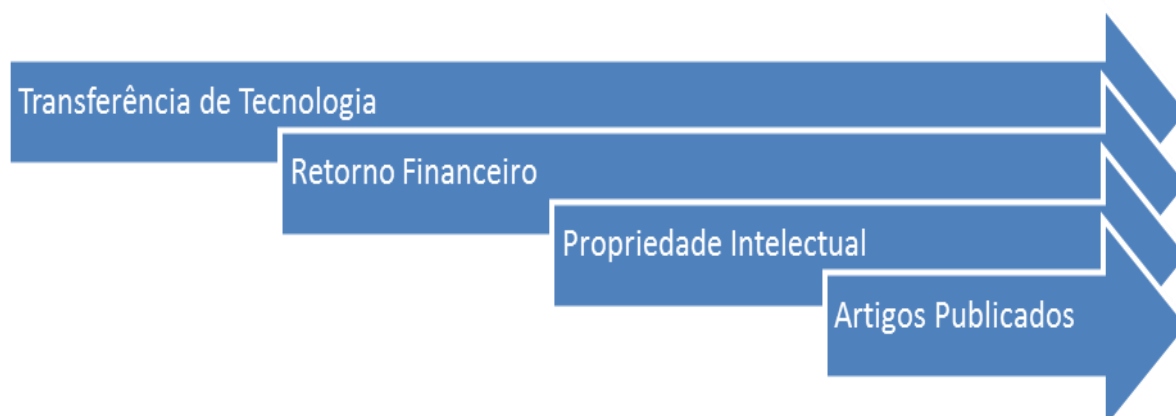 Transferência de Tecnologia
Retorno Financeiro
Propriedade Intelectual
Artigos Publicados